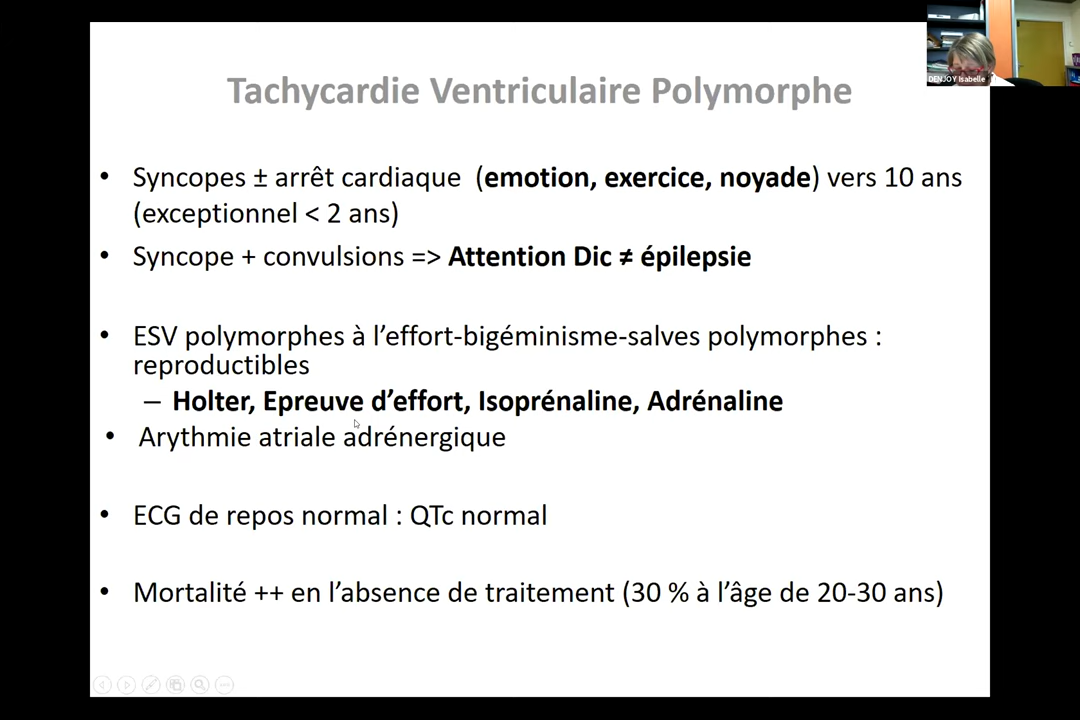 DENJOY Isabelle
Tachycardie Ventriculaire Polymorphe
• Syncopes ± arrêt cardiaque (emotion, exercice, noyade) vers 10 ans
(exceptionnel < 2 ans)
• Syncope + convulsions => Attention Dic ≠ épilepsie
• ESV polymorphes à l’effort-bigéminisme-salves polymorphes :
reproductibles
– Holter, Epreuve d’effort, Isoprénaline, Adrénaline
• Arythmie atriale adrénergique
• ECG de repos normal : QTc normal
• Mortalité ++ en l’absence de traitement (30 % à l’âge de 20-30 ans)